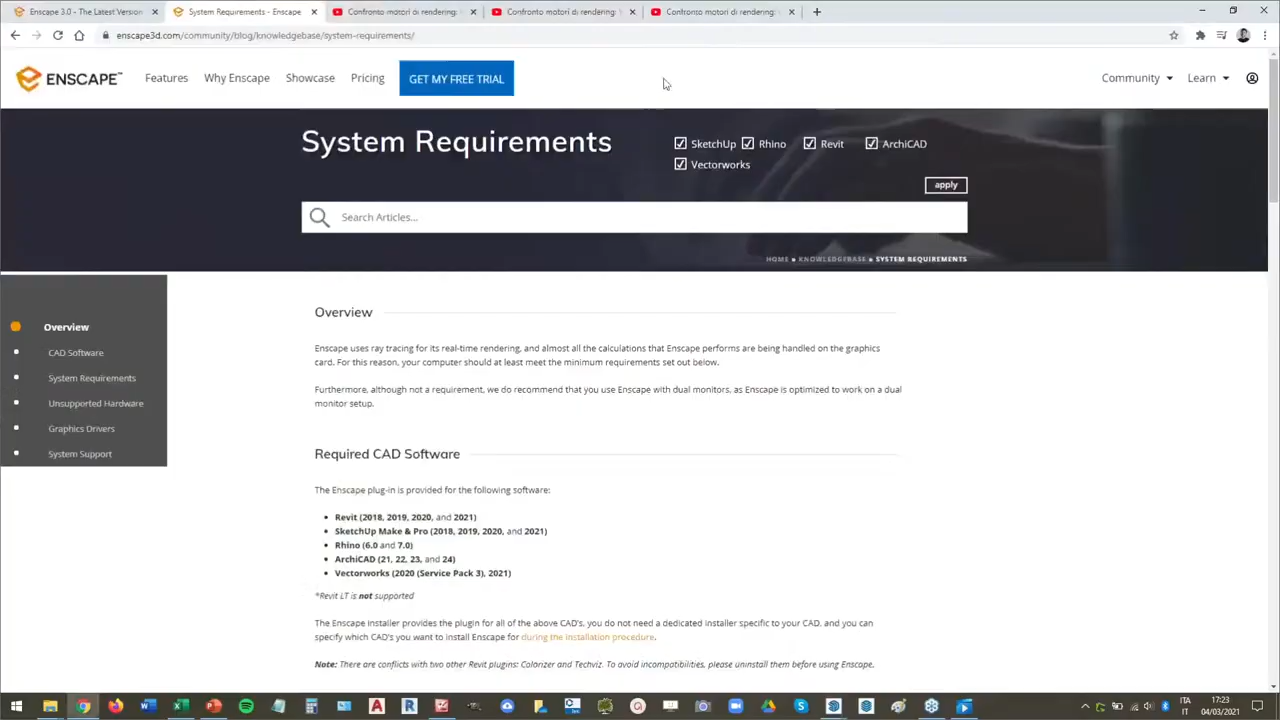 Enscape 3.0 - The Latest Version
System Requirements - Enscape
Confronto motori di rendering:
Confronto motori di rendering:
Confronto motori di rendering:
enscape3d.com/community/blog/knowledgebase/system-requirements/
ENSCAPE™
Features
Why Enscape
Showcase
Pricing
GET MY FREE TRIAL
Community
Learn
System Requirements
SketchUp
Rhino
Revit
ArchiCAD
Vectorworks
apply
Search Articles...
HOME ■ KNOWLEDGEBASE ■ SYSTEM REQUIREMENTS
Overview
CAD Software
System Requirements
Unsupported Hardware
Graphics Drivers
System Support
Overview
Enscape uses ray tracing for its real-time rendering, and almost all the calculations that Enscape performs are being handled on the graphics
card. For this reason, your computer should at least meet the minimum requirements set out below.
Furthermore, although not a requirement, we do recommend that you use Enscape with dual monitors, as Enscape is optimized to work on a dual
monitor setup.
Required CAD Software
The Enscape plug-in is provided for the following software:
• Revit (2018, 2019, 2020, and 2021)
• SketchUp Make & Pro (2018, 2019, 2020, and 2021)
• Rhino (6.0 and 7.0)
• ArchiCAD (21, 22, 23, and 24)
• Vectorworks (2020 (Service Pack 3), 2021)
*Revit LT is not supported
The Enscape installer provides the plugin for all of the above CAD's, you do not need a dedicated installer specific to your CAD, and you can
specify which CAD's you want to install Enscape for during the installation procedure.
Note: There are conflicts with two other Revit plugins: Colorizer and Techviz. To avoid incompatibilities, please uninstall them before using Enscape.
ITA
IT
17:23
04/03/2021